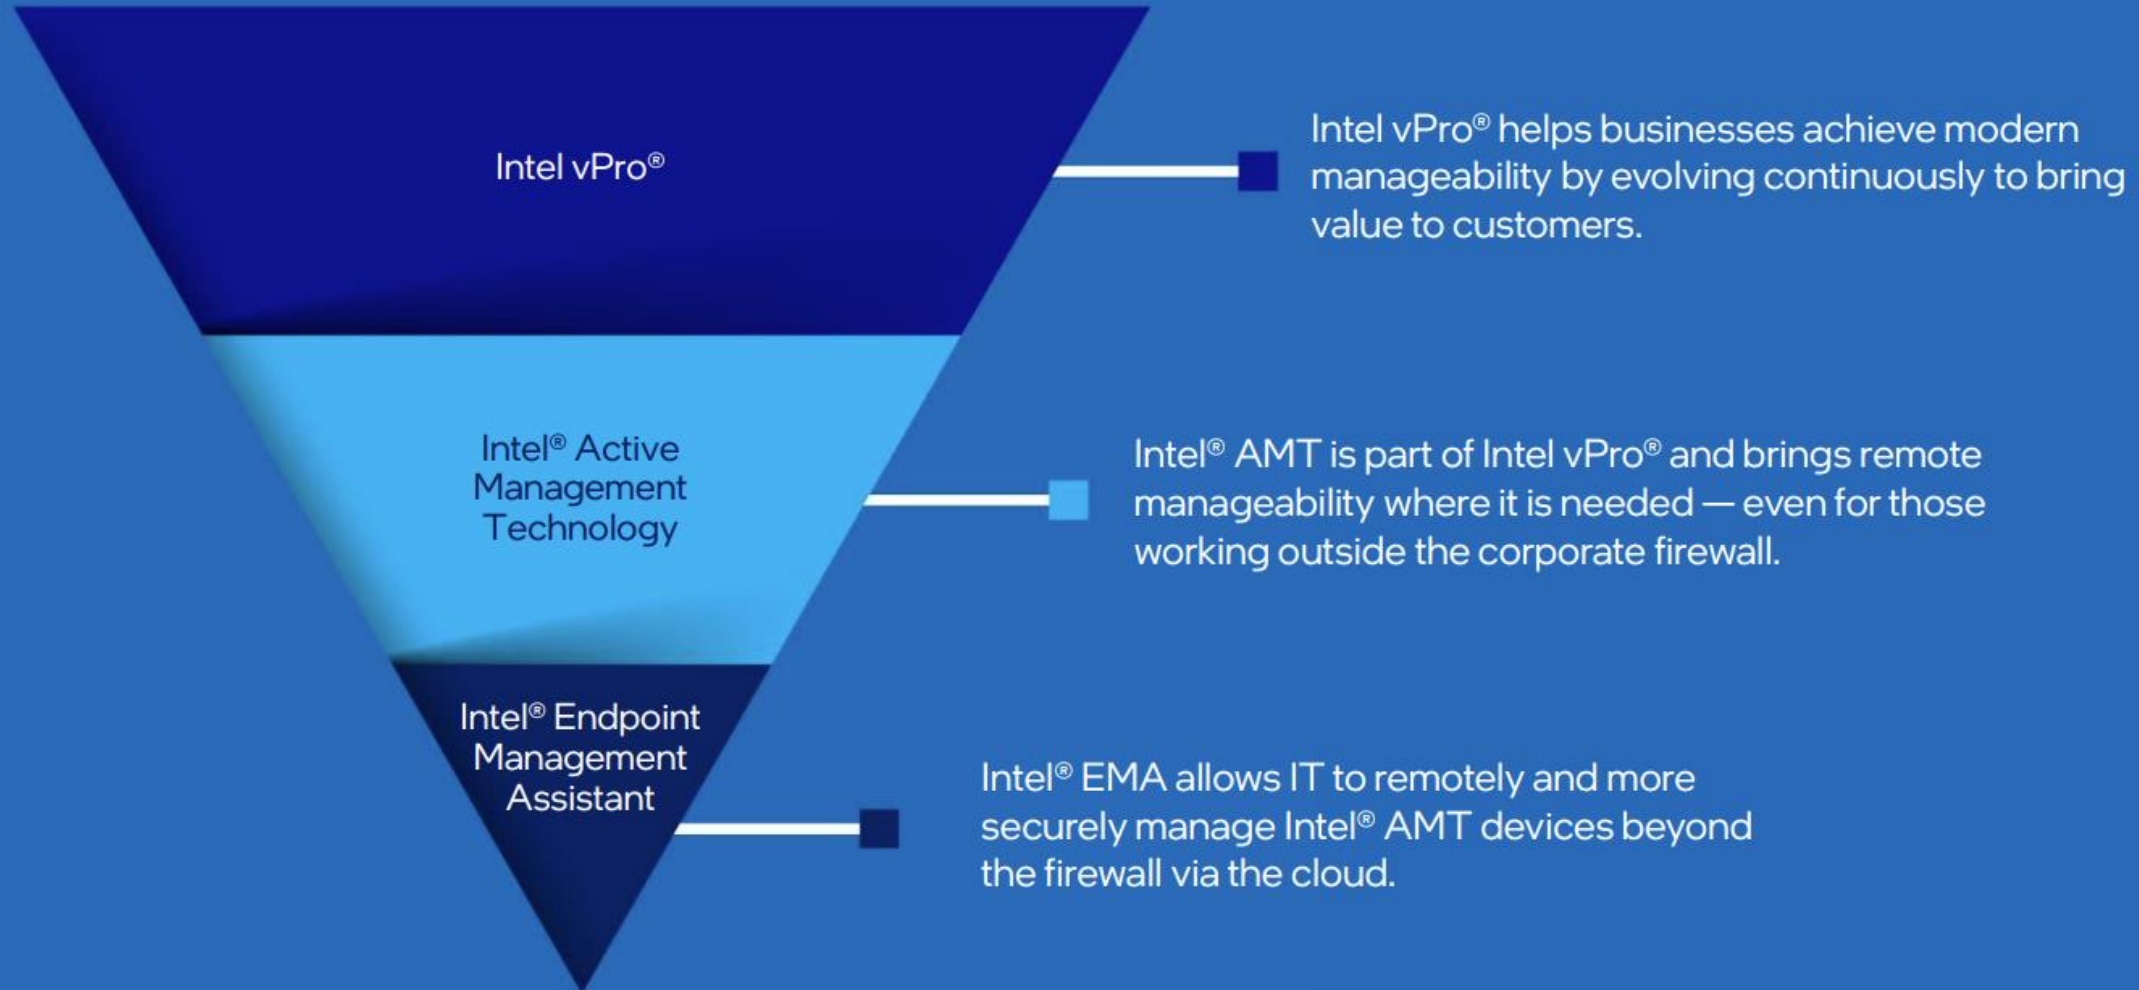 Intel vPro®
Intel vPro® helps businesses achieve modern
manageability by evolving continuously to bring
value to customers.
Intel® Active
Management
Technology
Intel® AMT is part of Intel vPro® and brings remote
manageability where it is needed — even for those
working outside the corporate firewall.
Intel® Endpoint
Management
Assistant
Intel® EMA allows IT to remotely and more
securely manage Intel® AMT devices beyond
the firewall via the cloud.